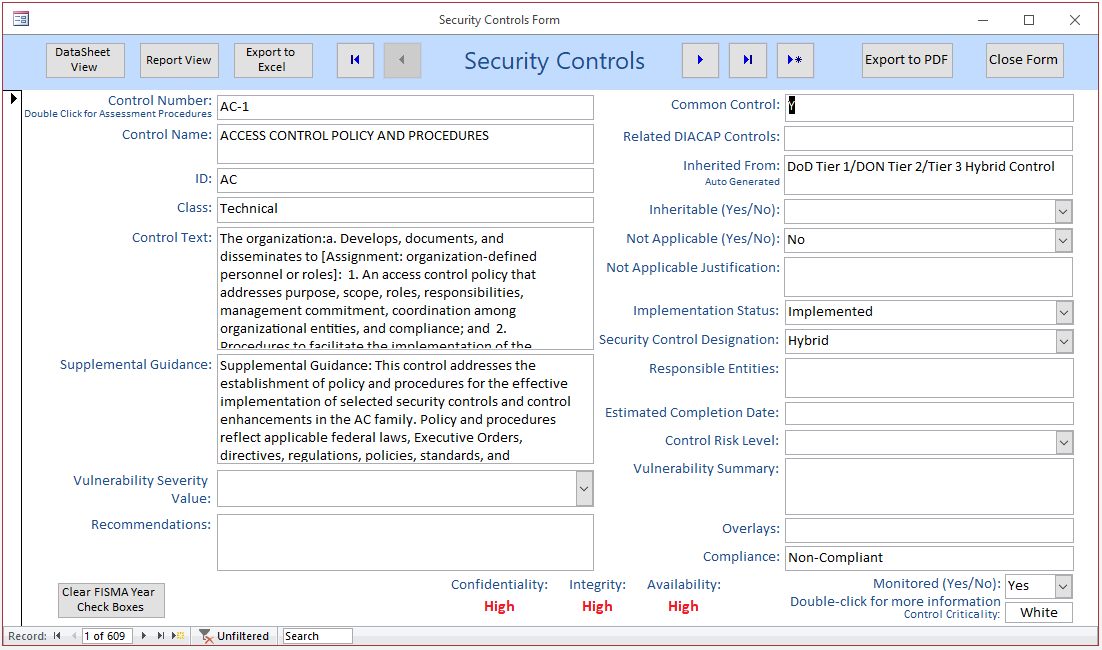 Security Controls Form
DataSheet
View
Report View
Export to
Excel
Security Controls
Export to PDF
Close Form
Control Number:
Double Click for Assessment Procedures
AC-1
Control Name:
ACCESS CONTROL POLICY AND PROCEDURES
ID:
AC
Class:
Technical
Control Text:
The organization:a. Develops, documents, and
disseminates to [Assignment: organization-defined
personnel or roles]:  1. An access control policy that
addresses purpose, scope, roles, responsibilities,
management commitment, coordination among
organizational entities, and compliance; and  2.
Procedures to facilitate the implementation of the
Supplemental Guidance:
Supplemental Guidance: This control addresses the
establishment of policy and procedures for the effective
implementation of selected security controls and control
enhancements in the AC family. Policy and procedures
reflect applicable federal laws, Executive Orders,
directives, regulations, policies, standards, and
Vulnerability Severity
Value:
Recommendations:
Common Control:
Y
Related DIACAP Controls:
Inherited From:
Auto Generated
DoD Tier 1/DON Tier 2/Tier 3 Hybrid Control
Inheritable (Yes/No):
Not Applicable (Yes/No):
No
Not Applicable Justification:
Implementation Status:
Implemented
Security Control Designation:
Hybrid
Responsible Entities:
Estimated Completion Date:
Control Risk Level:
Vulnerability Summary:
Overlays:
Compliance:
Non-Compliant
Clear FISMA Year
Check Boxes
Confidentiality:
High
Integrity:
High
Availability:
High
Monitored (Yes/No):
Yes
Double-click for more information
Control Criticality:
White
Record:
1 of 609
Unfiltered
Search